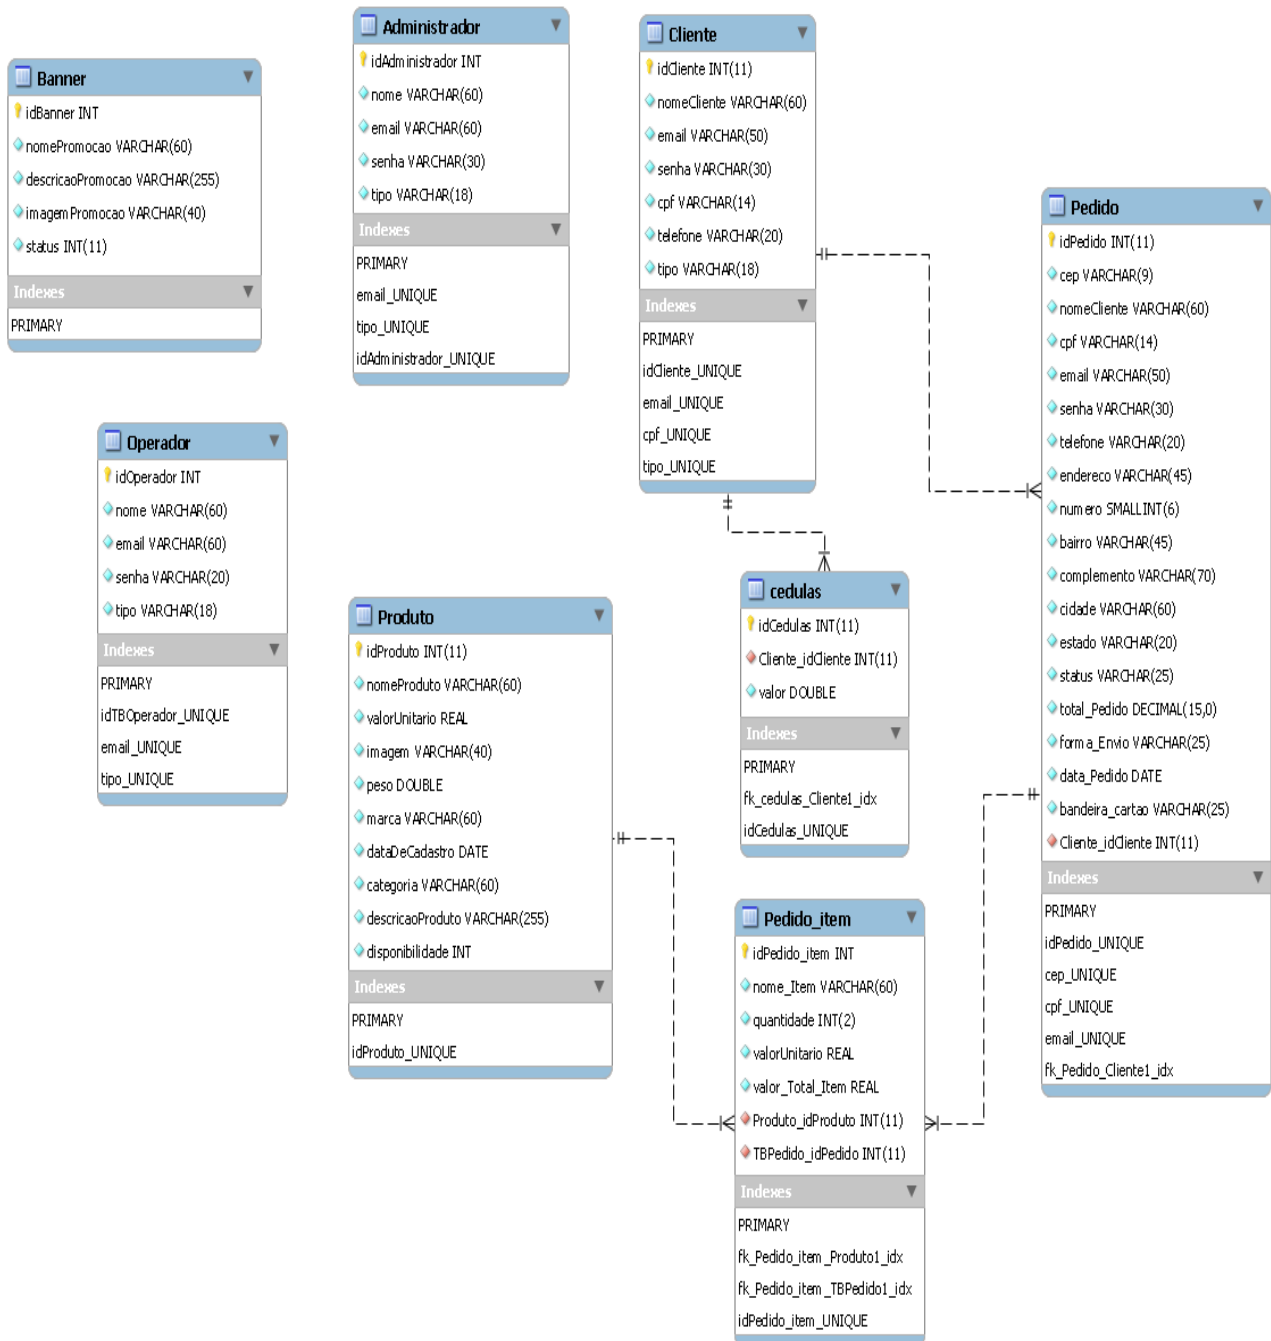 Banner
idBanner INT
nomePromocao VARCHAR(60)
descricaoPromocao VARCHAR(255)
imagemPromocao VARCHAR(40)
status INT(11)
Indexes
PRIMARY
Administrador
idAdministrador INT
nome VARCHAR(60)
email VARCHAR(60)
senha VARCHAR(30)
tipo VARCHAR(18)
Indexes
PRIMARY
email_UNIQUE
tipo_UNIQUE
idAdministrador_UNIQUE
Cliente
idCliente INT(11)
nomeCliente VARCHAR(60)
email VARCHAR(50)
senha VARCHAR(30)
cpf VARCHAR(14)
telefone VARCHAR(20)
tipo VARCHAR(18)
Indexes
PRIMARY
idCliente_UNIQUE
email_UNIQUE
cpf_UNIQUE
tipo_UNIQUE
Pedido
idPedido INT(11)
cep VARCHAR(9)
nomeCliente VARCHAR(60)
cpf VARCHAR(14)
email VARCHAR(50)
senha VARCHAR(30)
telefone VARCHAR(20)
endereco VARCHAR(45)
numero SMALLINT(6)
bairro VARCHAR(45)
complemento VARCHAR(70)
cidade VARCHAR(60)
estado VARCHAR(20)
status VARCHAR(25)
total_Pedido DECIMAL(15,0)
forma_Envio VARCHAR(25)
data_Pedido DATE
bandeira_cartao VARCHAR(25)
Cliente_idCliente INT(11)
Indexes
PRIMARY
idPedido_UNIQUE
cep_UNIQUE
cpf_UNIQUE
email_UNIQUE
fk_Pedido_Cliente1_idx
Operador
idOperador INT
nome VARCHAR(60)
email VARCHAR(60)
senha VARCHAR(20)
tipo VARCHAR(18)
Indexes
PRIMARY
idTBOperador_UNIQUE
email_UNIQUE
tipo_UNIQUE
Produto
idProduto INT(11)
nomeProduto VARCHAR(60)
valorUnitario REAL
imagem VARCHAR(40)
peso DOUBLE
marca VARCHAR(60)
dataDeCadastro DATE
categoria VARCHAR(60)
descricaoProduto VARCHAR(255)
disponibilidade INT
Indexes
PRIMARY
idProduto_UNIQUE
cedulas
idCedulas INT(11)
Cliente_idCliente INT(11)
valor DOUBLE
Indexes
PRIMARY
fk_cedulas_Cliente1_idx
idCedulas_UNIQUE
Pedido_item
idPedido_item INT
nome_Item VARCHAR(60)
quantidade INT(2)
valorUnitario REAL
valor_Total_Item REAL
Produto_idProduto INT(11)
TBPedido_idPedido INT(11)
Indexes
PRIMARY
fk_Pedido_item_Produto1_idx
fk_Pedido_item_TBPedido1_idx
idPedido_item_UNIQUE